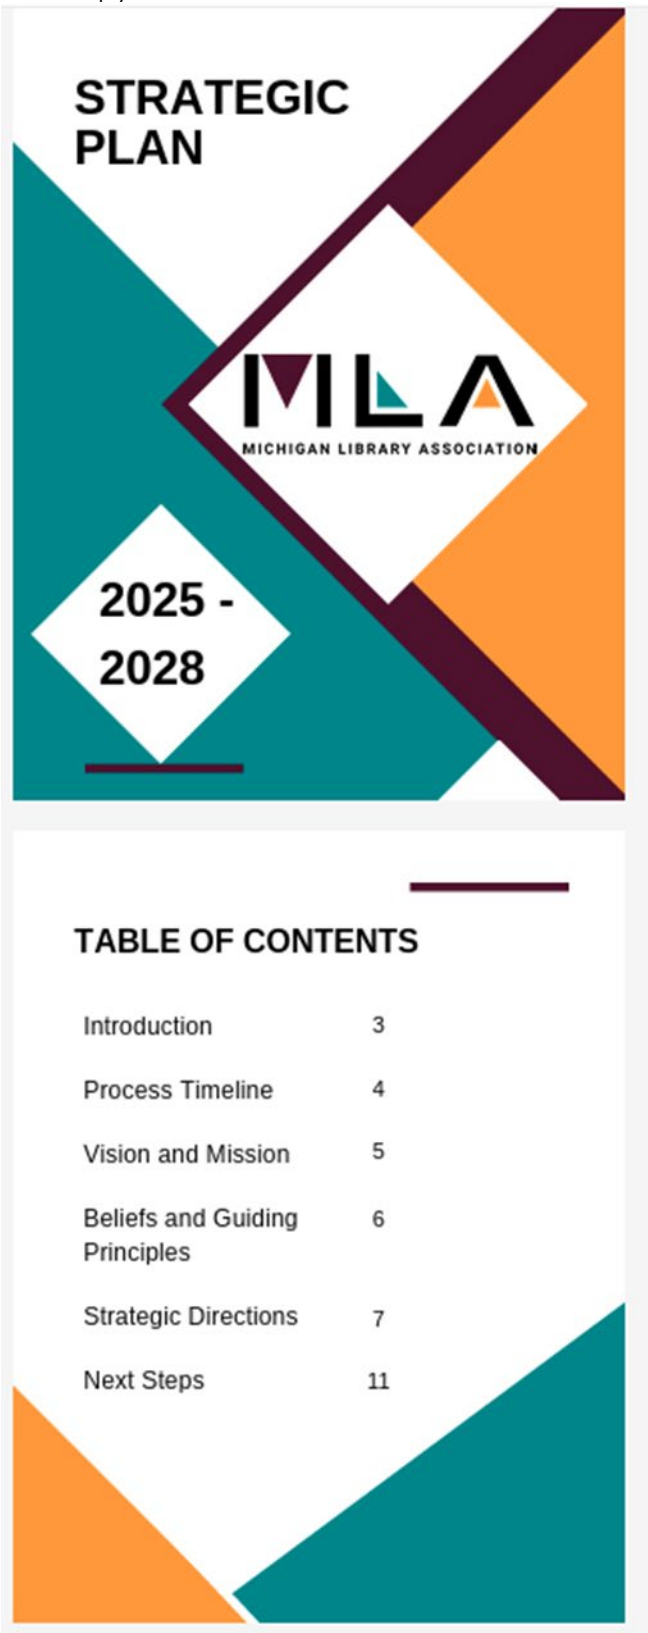 STRATEGIC
PLAN
MLA
MICHIGAN LIBRARY ASSOCIATION
2025 -
2028
TABLE OF CONTENTS
Introduction 3
Process Timeline 4
Vision and Mission 5
Beliefs and Guiding 6
Principles
Strategic Directions 7
Next Steps 11